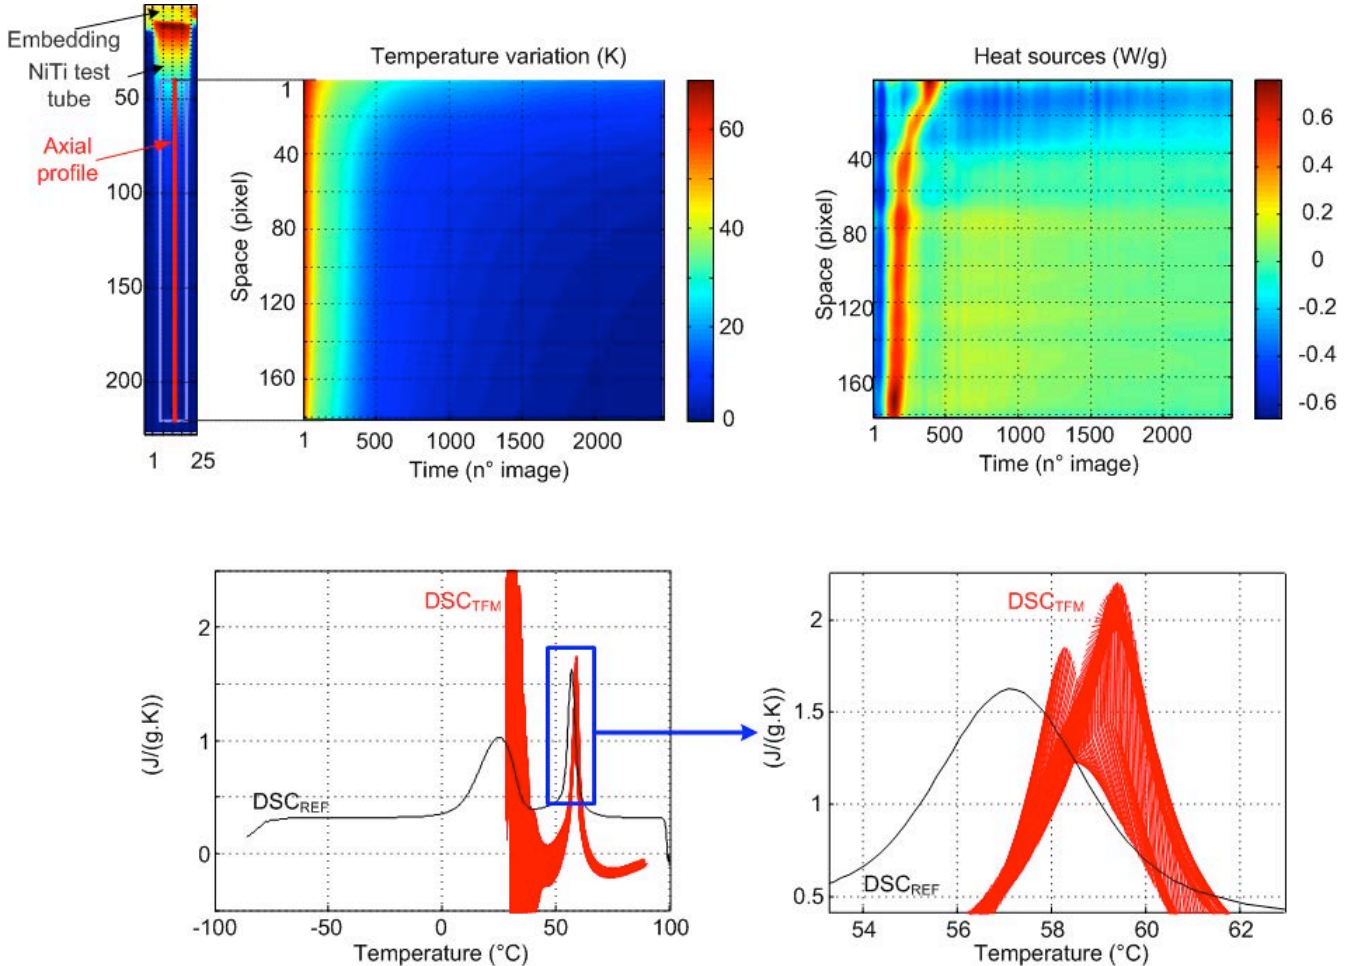 Embedding
NiTi test
tube
Axial
profile
50
100
150
200
1 25
Temperature variation (K)
Space (pixel)
1
40
80
120
160
1 500 1000 1500 2000
Time (n° image)
60
40
20
0
Heat sources (W/g)
Space (pixel)
1
40
80
120
160
1 500 1000 1500 2000
Time (n° image)
0.6
0.4
0.2
0
-0.2
-0.4
-0.6
(J/(g.K))
2
1
0
DSCTFM
DSCREF
-100 -50 0 50 100
Temperature (°C)
(J/(g.K))
2
1.5
1
0.5
DSCTFM
DSCREF
54 56 58 60 62
Temperature (°C)